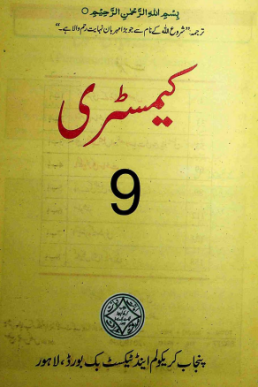 بِسْمِ اللهِ الرَّحْمٰنِ الرَّحِيْمِ
ترجمہ: "شروع اللہ کے نام سے جو بڑا مہربان نہایت رحم والا ہے۔"
کیمسٹری
9
پنجاب کریکولم اینڈ ٹیکسٹ بک بورڈ، لاہور